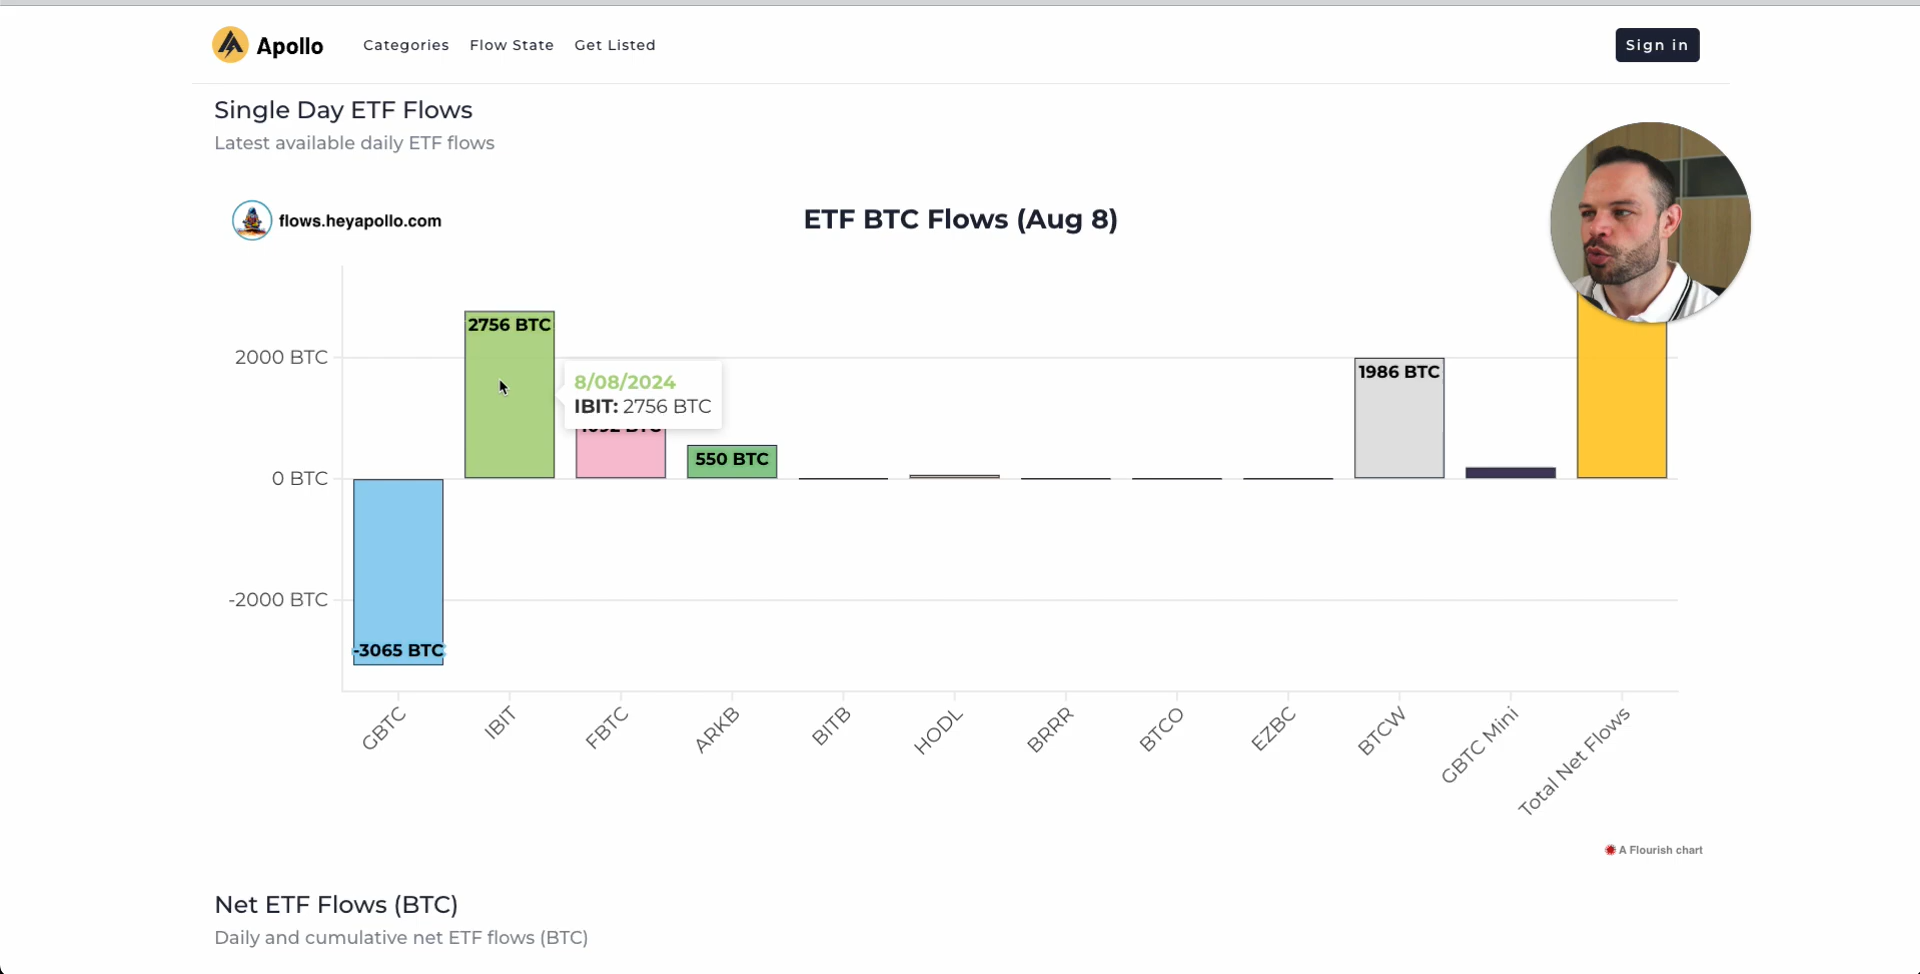 Apollo
Categories Flow State Get Listed
Sign in
Single Day ETF Flows
Latest available daily ETF flows
flows.heyapollo.com
ETF BTC Flows (Aug 8)
2756 BTC
2000 BTC
8/08/2024
IBIT: 2756 BTC
1986 BTC
550 BTC
0 BTC
-2000 BTC
-3065 BTC
GBTC
IBIT
FBTC
ARKB
BITB
HODL
BRRR
BTCO
EZBC
BTCW
GBTC Mini
Total Net Flows
A Flourish chart
Net ETF Flows (BTC)
Daily and cumulative net ETF flows (BTC)